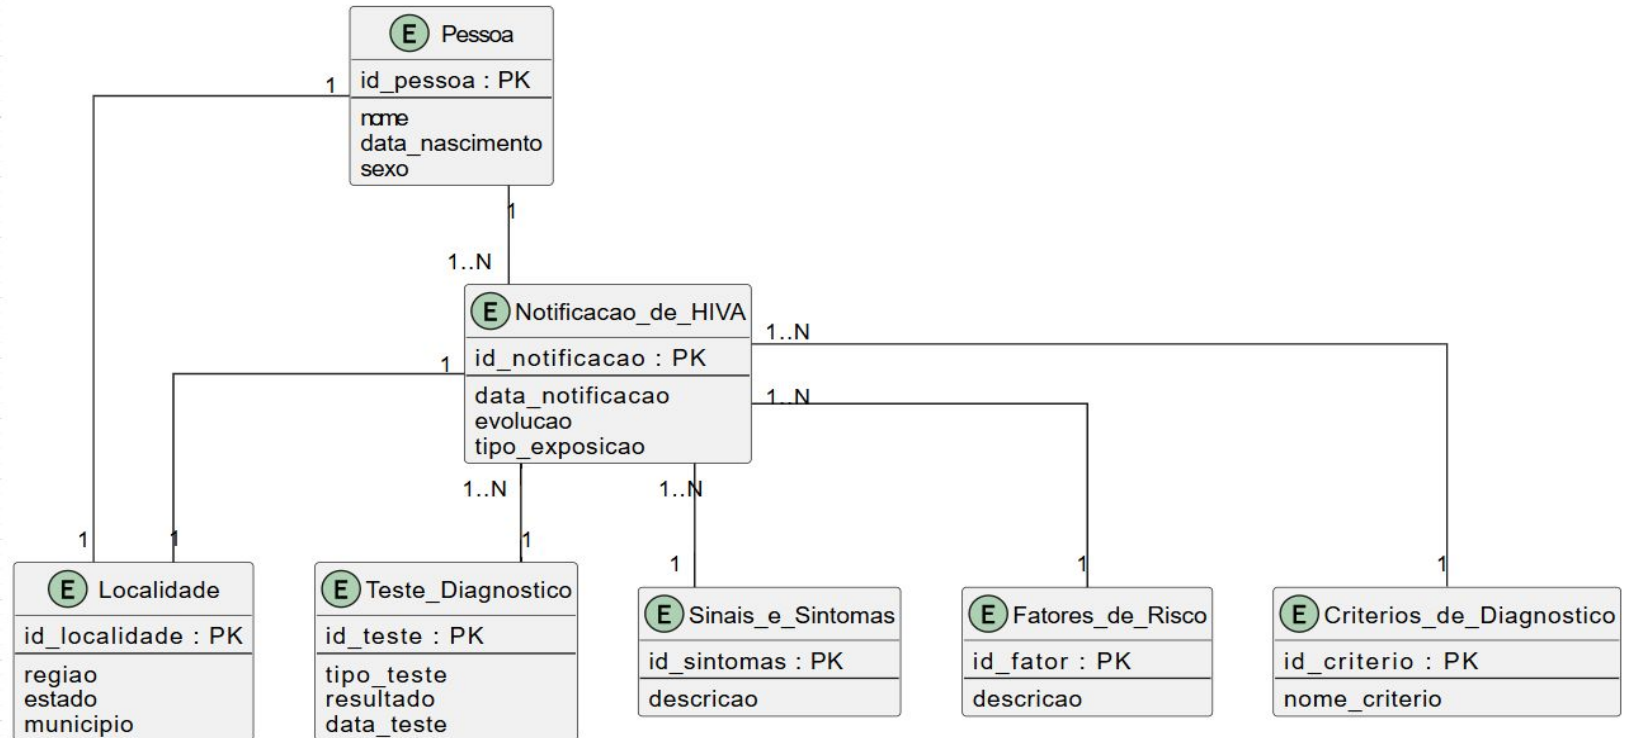 E Pessoa
id_pessoa : PK
nome
data_nascimento
sexo
1
1
1..N
E Notificacao_de_HIVA
id_notificacao : PK
data_notificacao
evolucao
tipo_exposicao
1
1..N
1..N
1..N
1..N
1
1
1
1
1
1
E Localidade
id_localidade : PK
regiao
estado
municipio
E Teste_Diagnostico
id_teste : PK
tipo_teste
resultado
data_teste
E Sinais_e_Sintomas
id_sintomas : PK
descricao
E Fatores_de_Risco
id_fator : PK
descricao
E Criterios_de_Diagnostico
id_criterio : PK
nome_criterio